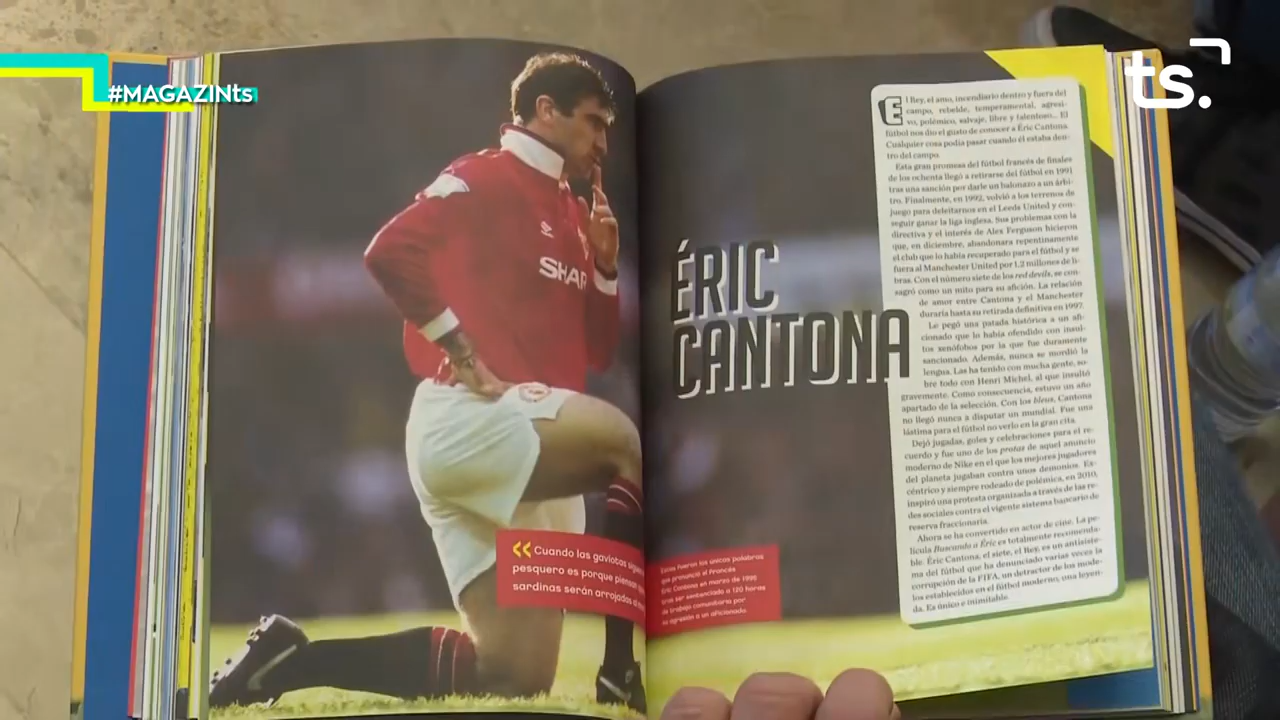 #MAGAZINts
ts.
SHAR
ÉRIC
CANTONA
El Rey, el amo, incendiario dentro y fuera del
campo, rebelde, temperamental, agresi-
vo, polémico, salvaje, libre y talentoso... El
fútbol nos dio el gusto de conocer a Éric Cantona.
Cualquier cosa podía pasar cuando él estaba den-
tro del campo.
Esta gran promesa del fútbol francés de finales
de los ochenta llegó a retirarse del fútbol en 1991
tras una sanción por darle un balonazo a un árbi-
tro. Finalmente, en 1992, volvió a los terrenos de
juego para deleitarnos en el Leeds United y con-
seguir ganar la liga inglesa. Sus problemas con la
directiva y el interés de Alex Ferguson hicieron
que, en diciembre, abandonara repentinamente
el club que lo había recuperado para el fútbol y se
fuera al Manchester United por 1,2 millones de li-
bras. Con el número siete de los red devils, se con-
sagró como un mito para su afición. La relación
de amor entre Cantona y el Manchester
duraría hasta su retirada definitiva en 1997.
Le pegó una patada histórica a un afi-
cionado que lo había ofendido con insul-
tos xenófobos por la que fue duramente
sancionado. Además, nunca se mordió la
lengua. Las ha tenido con mucha gente, so-
bre todo con Henri Michel, al que insultó
gravemente. Como consecuencia, estuvo un año
apartado de la selección. Con los bleus, Cantona
no llegó nunca a disputar un mundial. Fue una
lástima para el fútbol no verlo en la gran cita.
Dejó jugadas, goles y celebraciones para el re-
cuerdo y fue uno de los protas de aquel anuncio
moderno de Nike en el que los mejores jugadores
del planeta jugaban contra unos demonios. Ex-
céntrico y siempre rodeado de polémica, en 2010,
inspiró una protesta organizada a través de las re-
des sociales contra el vigente sistema bancario de
reserva fraccionaria.
Ahora se ha convertido en actor de cine. La pe-
lícula Buscando a Éric es totalmente recomenda-
ble. Éric Cantona, el siete, el Rey, es un antisiste-
ma del fútbol que ha denunciado varias veces la
corrupción de la FIFA, un detractor de los mode-
los establecidos en el fútbol moderno, una leyen-
da. Es único e inimitable.
« Cuando las gaviotas
pesquero es porque piensan
sardinas serán arrojadas
Estas fueron las únicas palabras
que pronunció el francés
Éric Cantona en marzo de 1995
tras ser sentenciado a 120 horas
de trabajo comunitario por
su agresión a un aficionado.